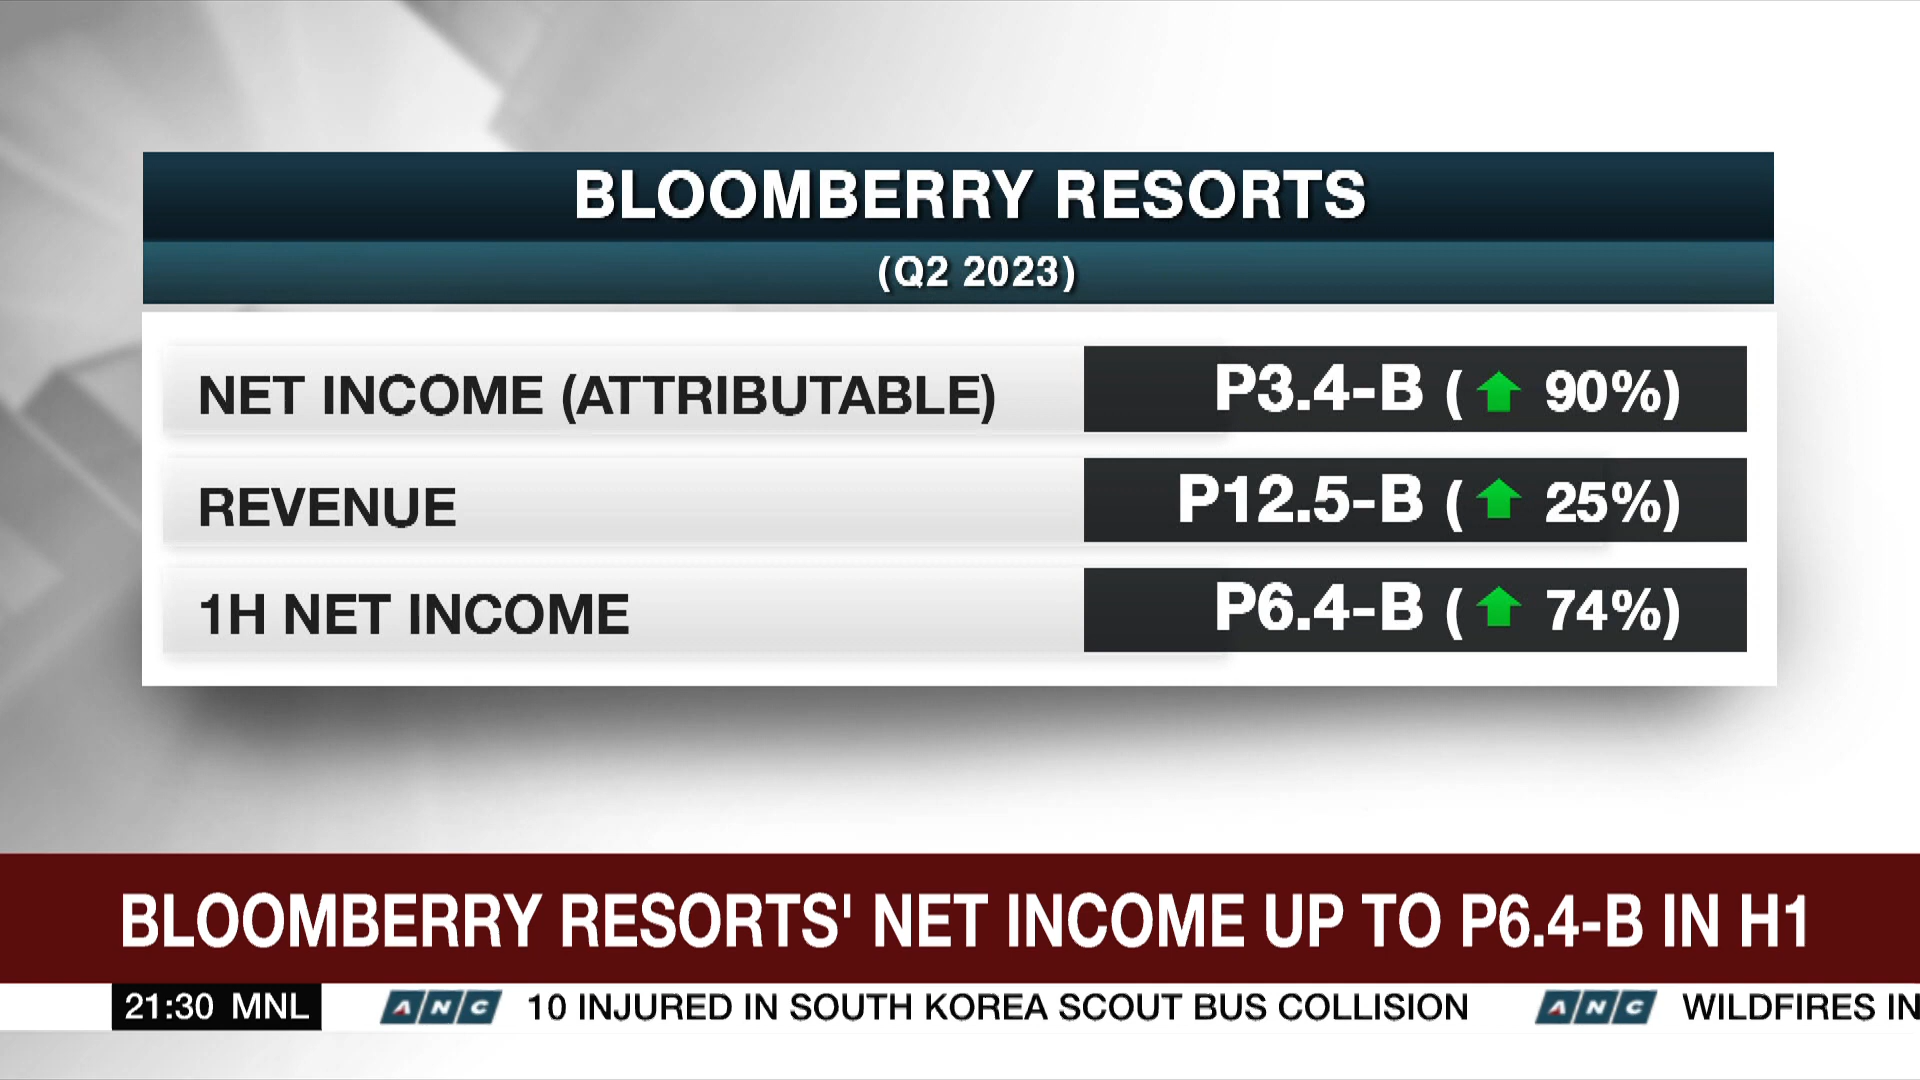 BLOOMBERRY RESORTS
(Q2 2023)
NET INCOME (ATTRIBUTABLE) P3.4-B ( 90%)
REVENUE P12.5-B ( 25%)
1H NET INCOME P6.4-B ( 74%)
BLOOMBERRY RESORTS' NET INCOME UP TO P6.4-B IN H1
21:30 MNL ANC 10 INJURED IN SOUTH KOREA SCOUT BUS COLLISION ANC WILDFIRES IN